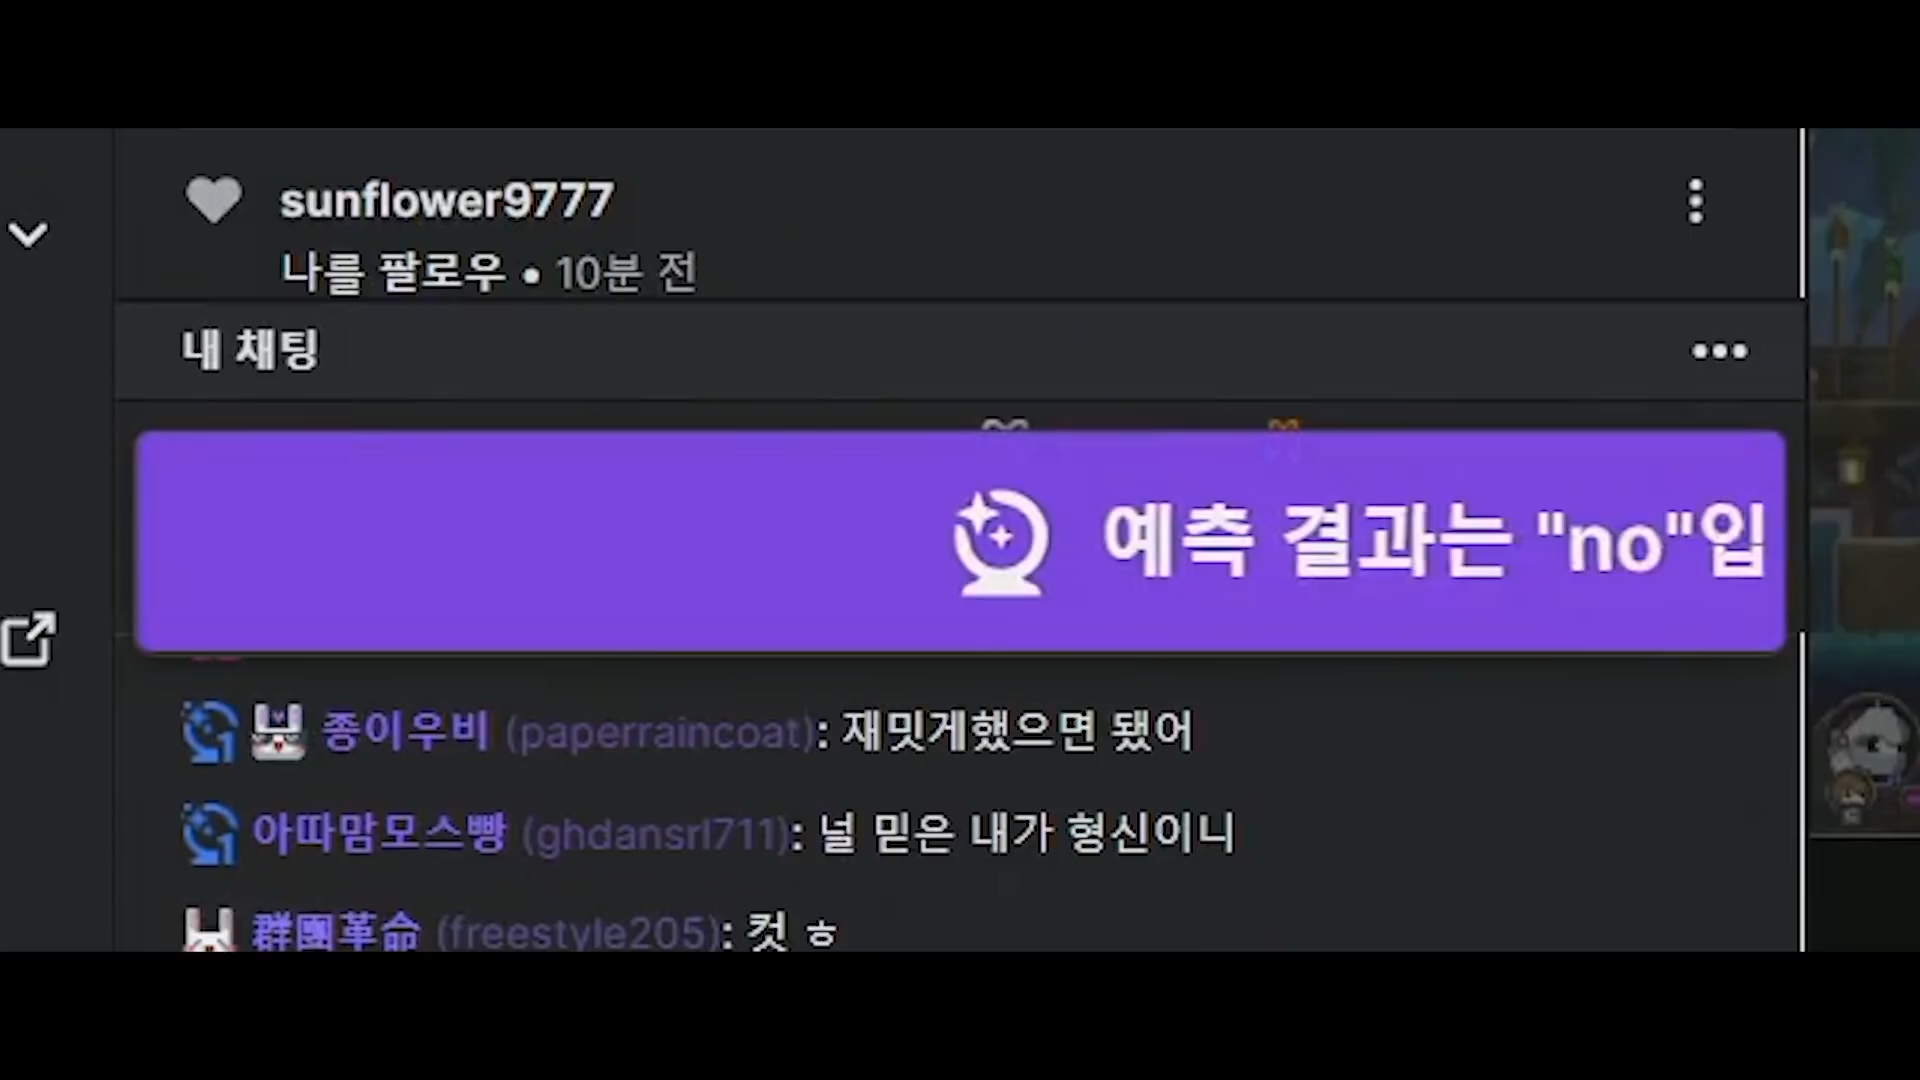 sunflower9777
나를 팔로우 • 10분 전
내 채팅
예측 결과는 "no"입
종이우비 (paperraincoat): 재밋게했으면 됐어
아따맘모스빵 (ghdansrl711): 널 믿은 내가 형신이니
群團革命 (freestyle205): 컷 ㅎ